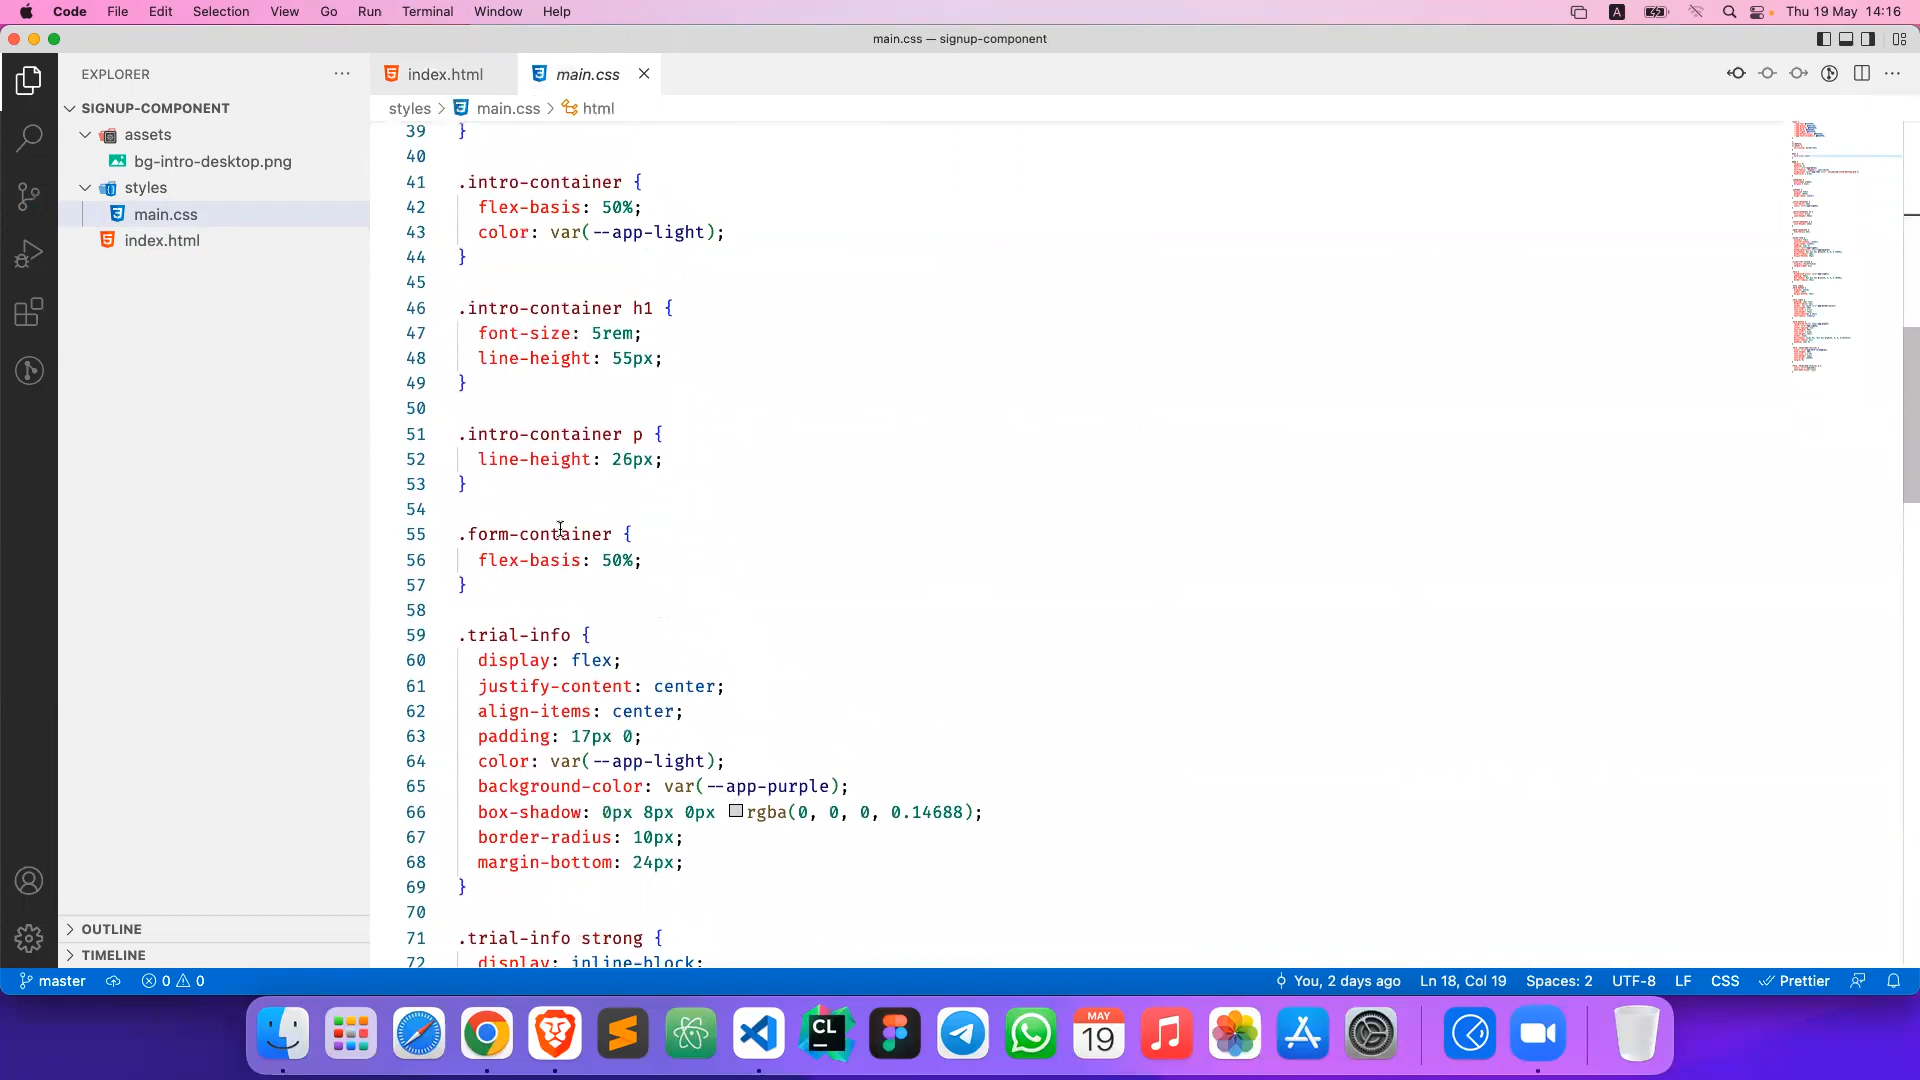 Code File Edit Selection View Go Run Terminal Window Help A Thu 19 May 14:16
main.css — signup-component
EXPLORER ···
index.html
main.css
SIGNUP-COMPONENT
styles > main.css > html
assets
bg-intro-desktop.png
styles
main.css
index.html
39 }
40
41 .intro-container {
42 flex-basis: 50%;
43 color: var(--app-light);
44 }
45
46 .intro-container h1 {
47 font-size: 5rem;
48 line-height: 55px;
49 }
50
51 .intro-container p {
52 line-height: 26px;
53 }
54
55 .form-container {
56 flex-basis: 50%;
57 }
58
59 .trial-info {
60 display: flex;
61 justify-content: center;
62 align-items: center;
63 padding: 17px 0;
64 color: var(--app-light);
65 background-color: var(--app-purple);
66 box-shadow: 0px 8px 0px rgba(0, 0, 0, 0.14688);
67 border-radius: 10px;
68 margin-bottom: 24px;
69 }
70
71 .trial-info strong {
72 display: inline-block;
OUTLINE
TIMELINE
master 0 0 You, 2 days ago Ln 18, Col 19 Spaces: 2 UTF-8 LF CSS Prettier
CL
MAY
19